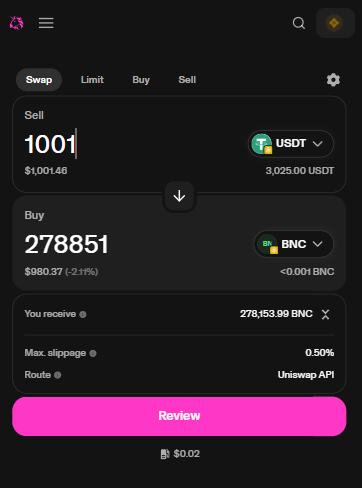 Swap Limit Buy Sell
Sell
1001 USDT
$1,001.46 3,025.00 USDT
Buy
278851 BNC
$980.37 (-2.11%) <0.001 BNC
You receive 278,153.99 BNC
Max. slippage 0.50%
Route Uniswap API
Review
$0.02